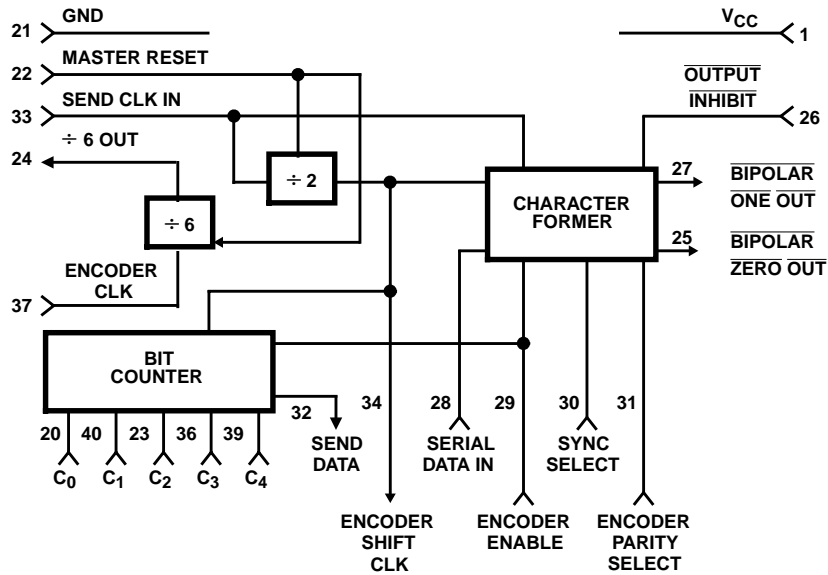 21 GND
V_CC 1
22 MASTER RESET
OUTPUT
INHIBIT
33 SEND CLK IN
26
24 ÷ 6 OUT
÷ 2
27 BIPOLAR
ONE OUT
CHARACTER
FORMER
÷ 6
25 BIPOLAR
ZERO OUT
ENCODER
CLK
37
BIT
COUNTER
32 34 28 29 30 31
20 40 23 36 39
C0 C1 C2 C3 C4
SEND
DATA
SERIAL
DATA IN
SYNC
SELECT
ENCODER
SHIFT
CLK
ENCODER
ENABLE
ENCODER
PARITY
SELECT